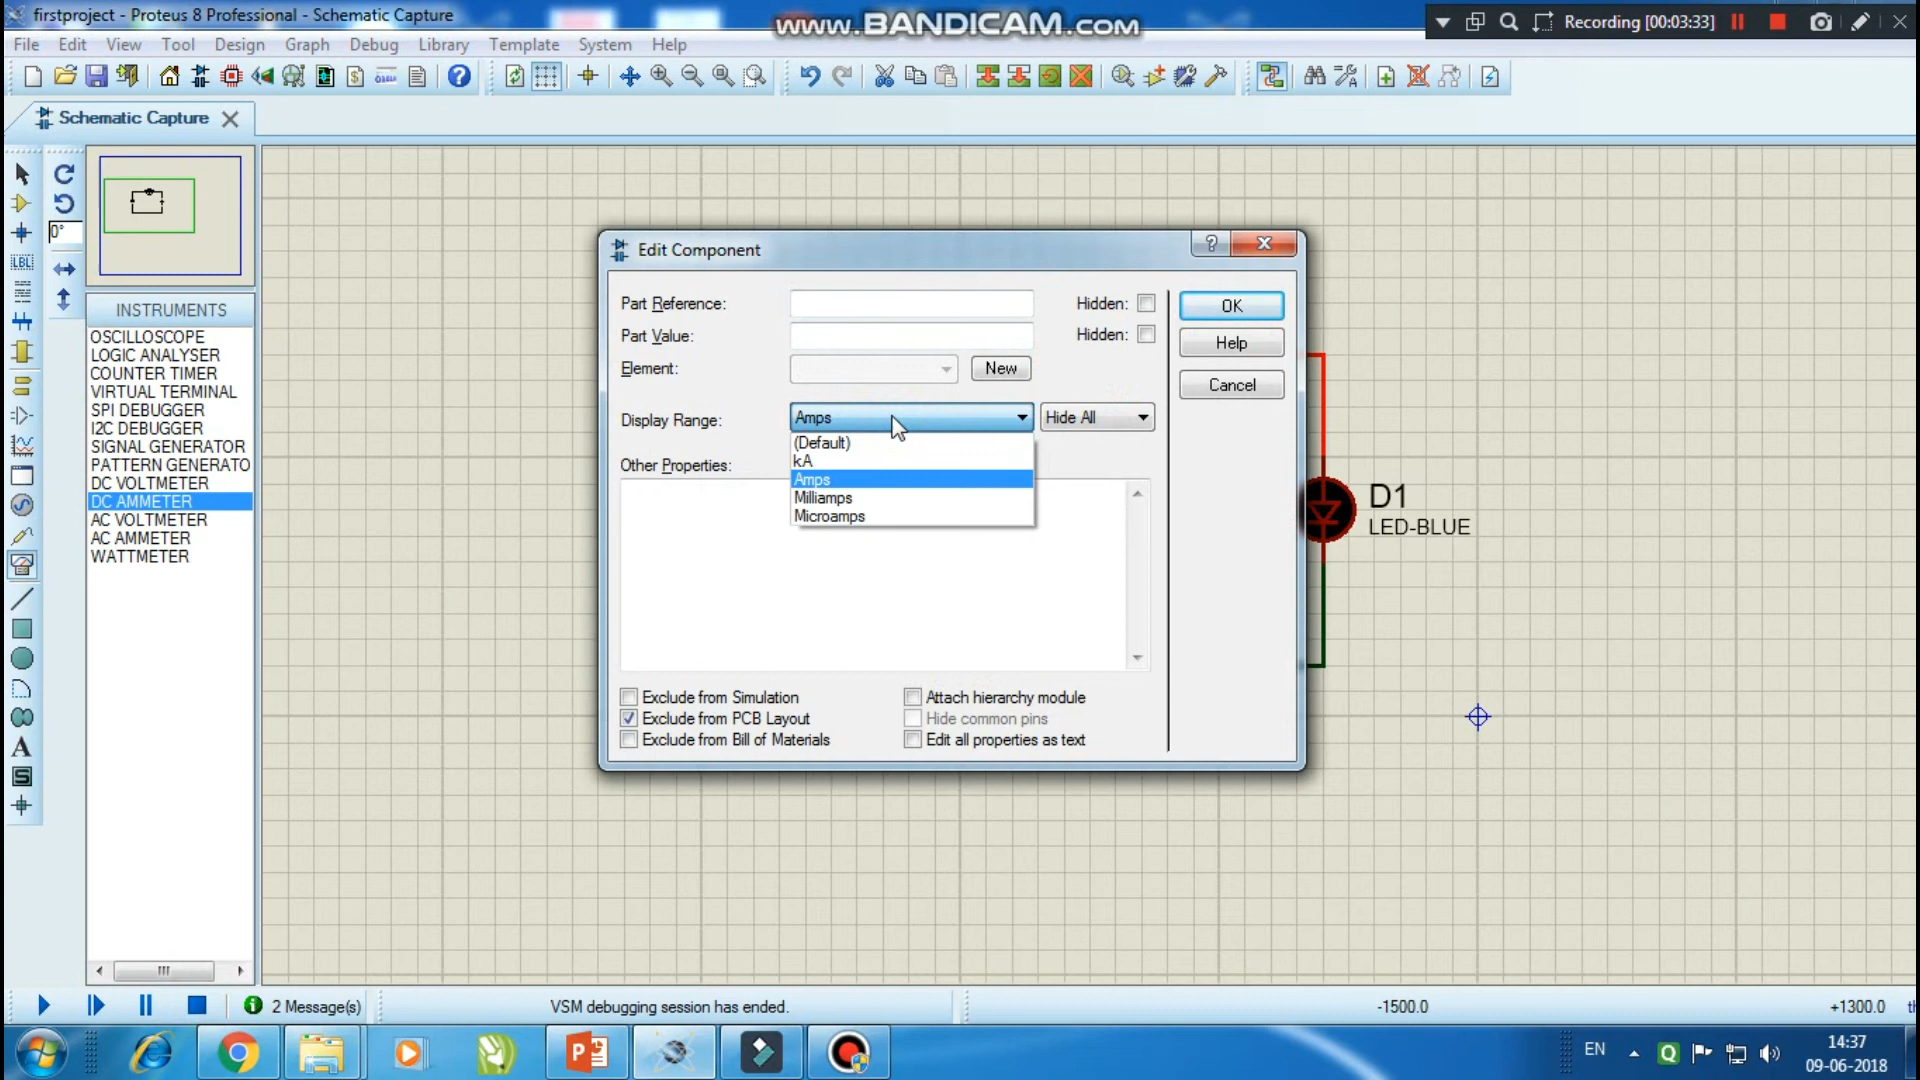 firstproject - Proteus 8 Professional - Schematic Capture
www.BANDICAM.com
Recording [00:03:33]
File Edit View Tool Design Graph Debug Library Template System Help
Schematic Capture
0°
LBL
INSTRUMENTS
OSCILLOSCOPE
LOGIC ANALYSER
COUNTER TIMER
VIRTUAL TERMINAL
SPI DEBUGGER
I2C DEBUGGER
SIGNAL GENERATOR
PATTERN GENERATO
DC VOLTMETER
DC AMMETER
AC VOLTMETER
AC AMMETER
WATTMETER
Edit Component
Part Reference:
Hidden:
OK
Part Value:
Hidden:
Help
Element:
New
Cancel
Display Range:
Amps
Hide All
(Default)
kA
Amps
Milliamps
Microamps
Other Properties:
Exclude from Simulation
Attach hierarchy module
Exclude from PCB Layout
Hide common pins
Exclude from Bill of Materials
Edit all properties as text
D1
LED-BLUE
2 Message(s)
VSM debugging session has ended.
-1500.0
+1300.0
th
EN
14:37
09-06-2018